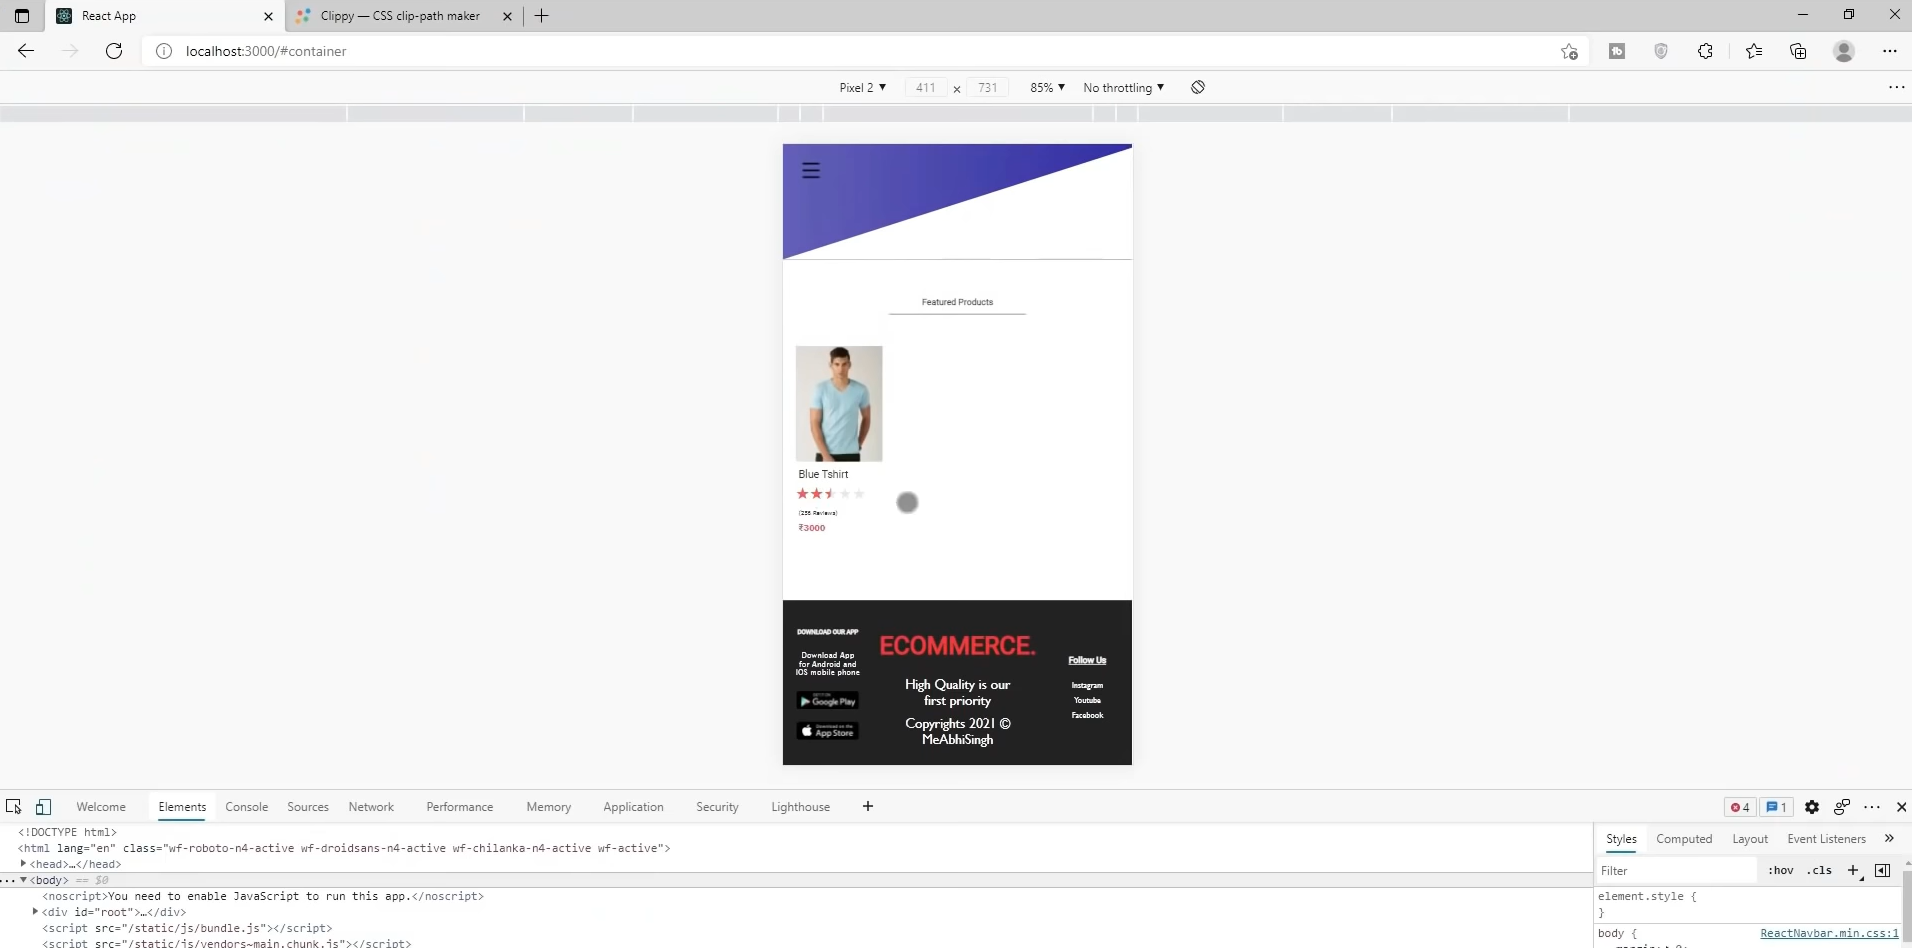 React App
Clippy — CSS clip-path maker
localhost:3000/#container
Pixel 2 ▼ 411 × 731 85% ▼ No throttling ▼
Featured Products
Blue Tshirt
(256 Reviews)
₹3000
DOWNLOAD OUR APP
Download App
for Android and
IOS mobile phone
GET IT ON
Google Play
Download on the
App Store
ECOMMERCE.
High Quality is our
first priority
Copyrights 2021 ©
MeAbhiSingh
Follow Us
Instagram
Youtube
Facebook
Welcome Elements Console Sources Network Performance Memory Application Security Lighthouse + 4 1
<!DOCTYPE html>
<html lang="en" class="wf-roboto-n4-active wf-droidsans-n4-active wf-chilanka-n4-active wf-active">
▶<head>…</head>
··· ▼<body> == $0
<noscript>You need to enable JavaScript to run this app.</noscript>
▶<div id="root">…</div>
<script src="/static/js/bundle.js"></script>
<script src="/static/js/vendors~main.chunk.js"></script>
Styles Computed Layout Event Listeners »
Filter :hov .cls +
element.style {
}
body { ReactNavbar.min.css:1